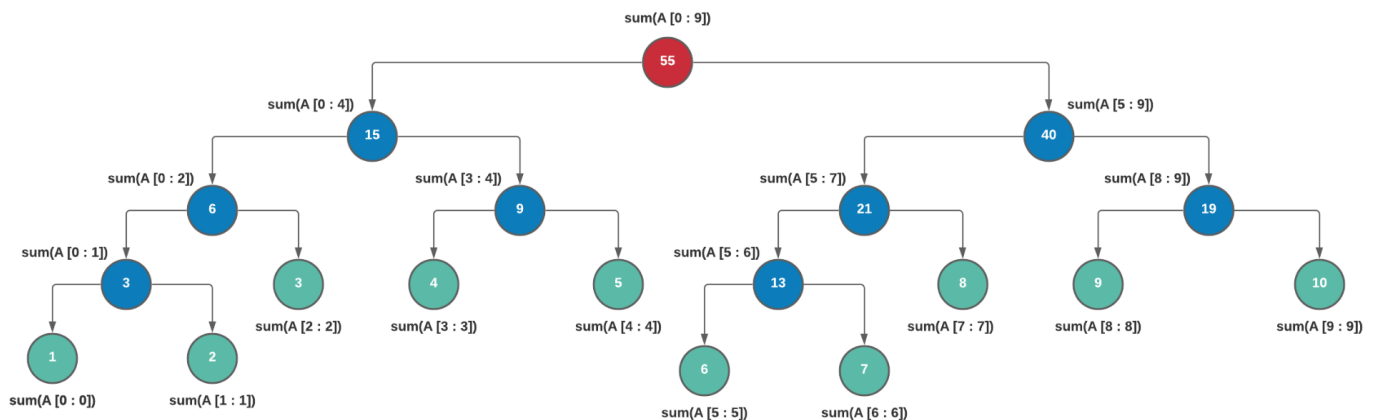 sum(A [0 : 9])
55
sum(A [0 : 4])
sum(A [5 : 9])
15
40
sum(A [0 : 2])
sum(A [3 : 4])
sum(A [5 : 7])
sum(A [8 : 9])
6
9
21
19
sum(A [0 : 1])
sum(A [5 : 6])
3
3
4
5
13
8
9
10
sum(A [2 : 2])
sum(A [3 : 3])
sum(A [4 : 4])
sum(A [7 : 7])
sum(A [8 : 8])
sum(A [9 : 9])
1
2
6
7
sum(A [0 : 0])
sum(A [1 : 1])
sum(A [5 : 5])
sum(A [6 : 6])